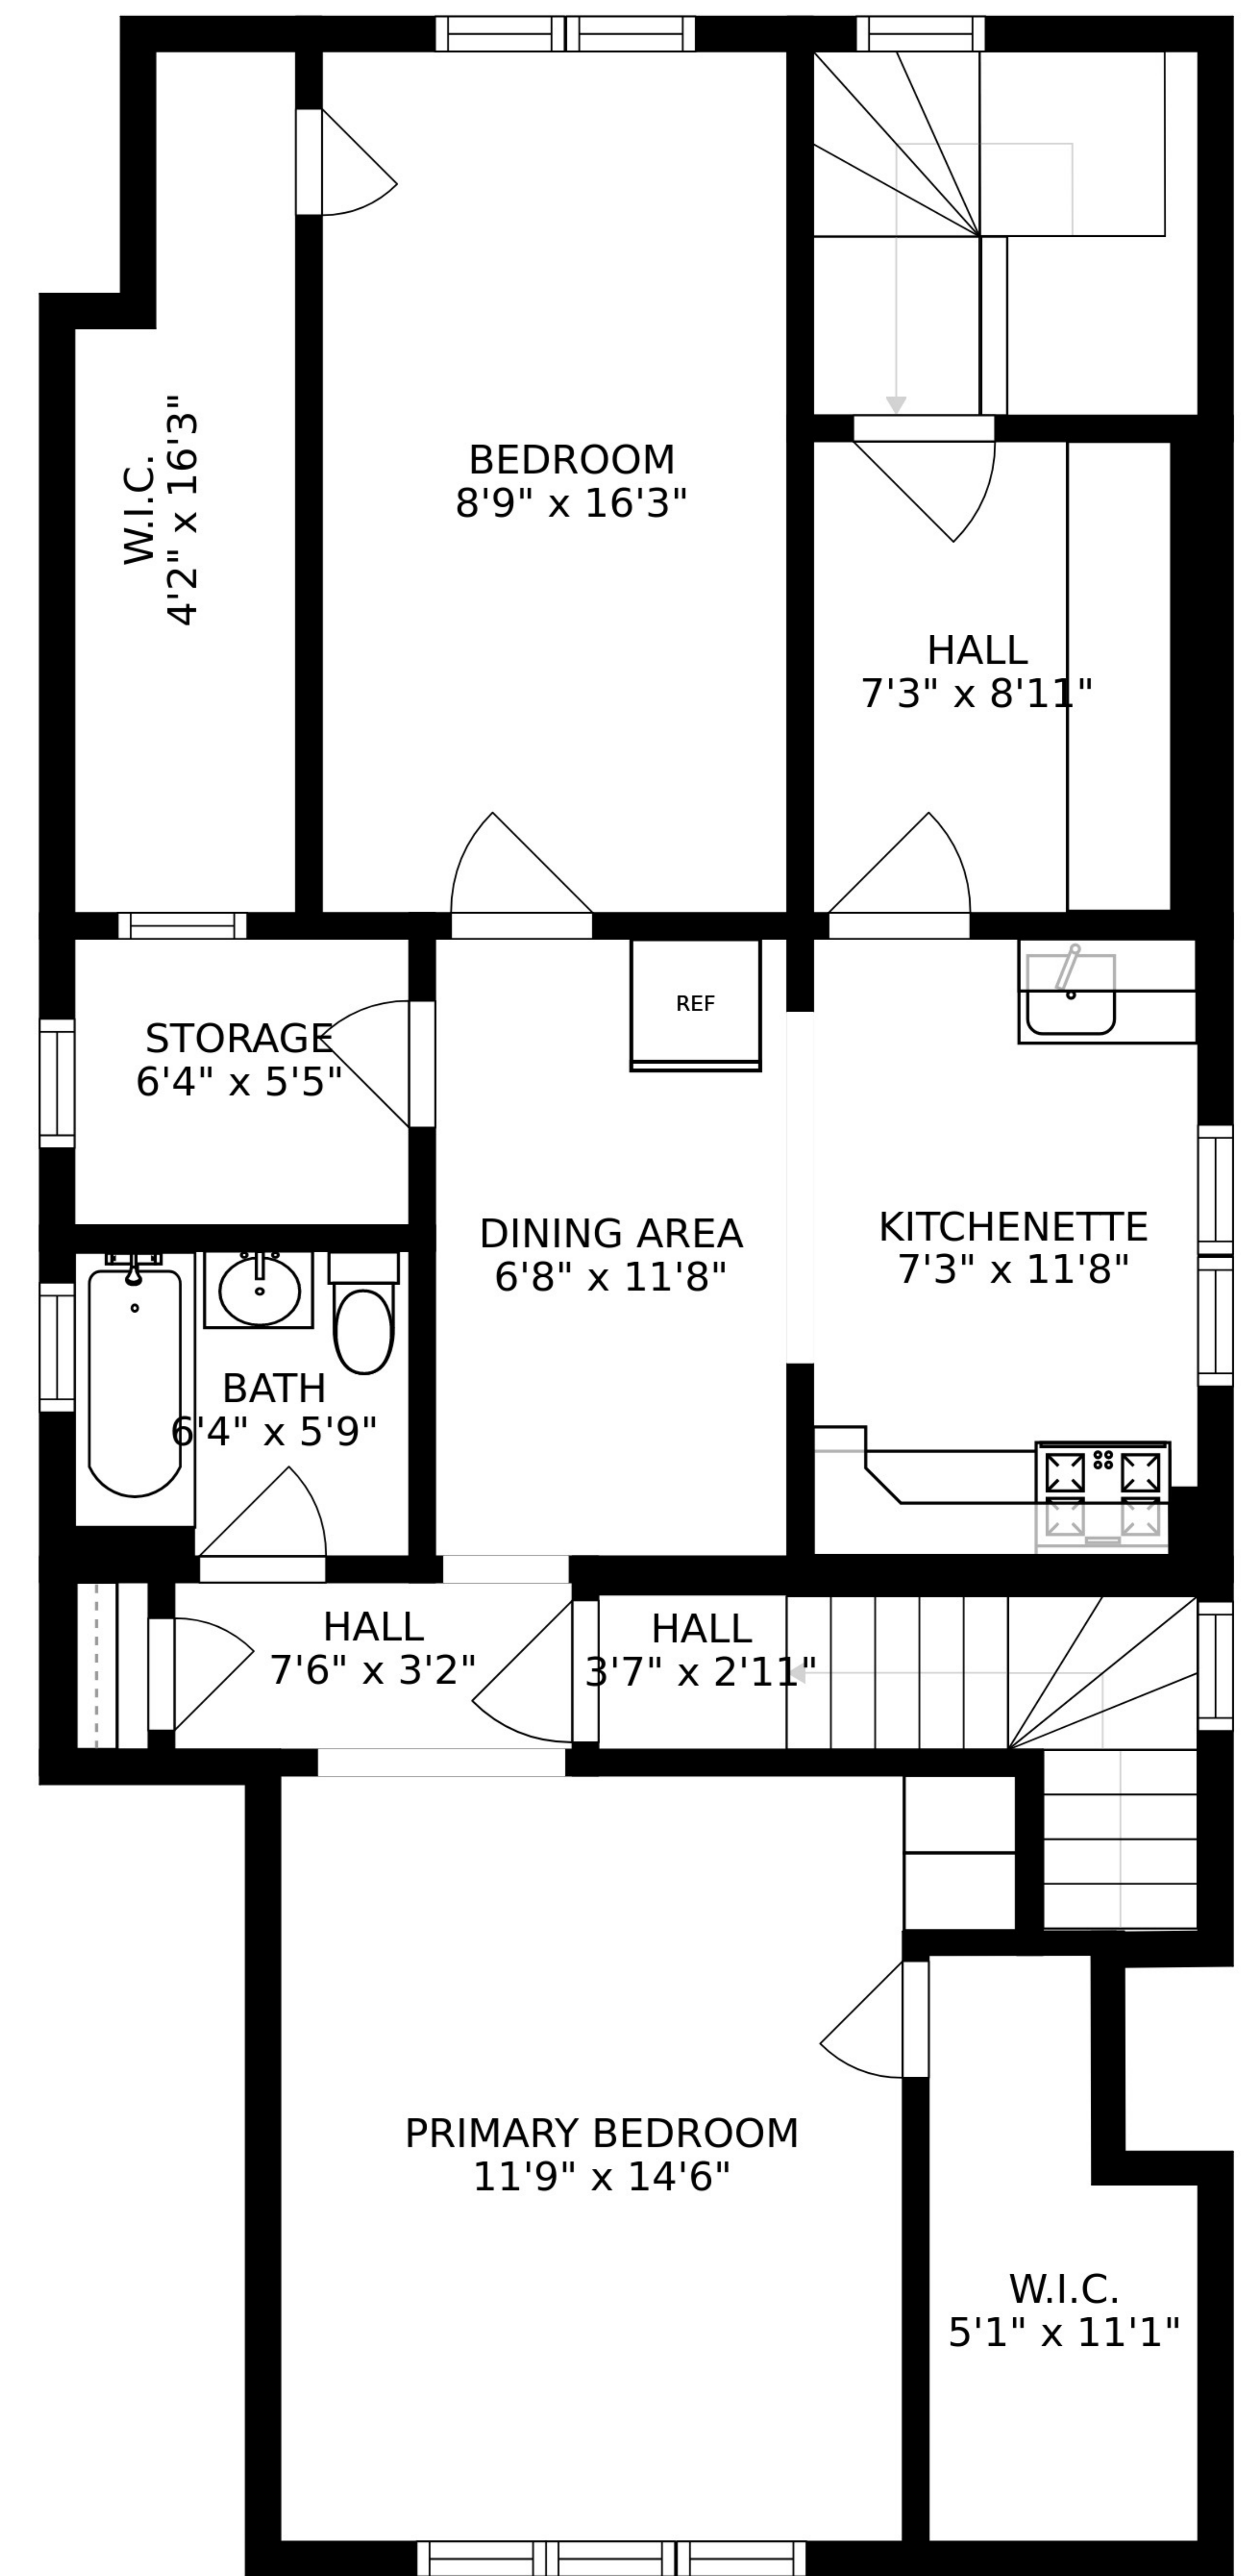 BEDROOM
8'9" x 16'3"
W.I.C.
4'2" x 16'3"
HALL
7'3" x 8'11"
REF
STORAGE
6'4" x 5'5"
DINING AREA
6'8" x 11'8"
KITCHENETTE
7'3" x 11'8"
BATH
6'4" x 5'9"
HALL
7'6" x 3'2"
HALL
3'7" x 2'11"
PRIMARY BEDROOM
11'9" x 14'6"
W.I.C.
5'1" x 11'1"